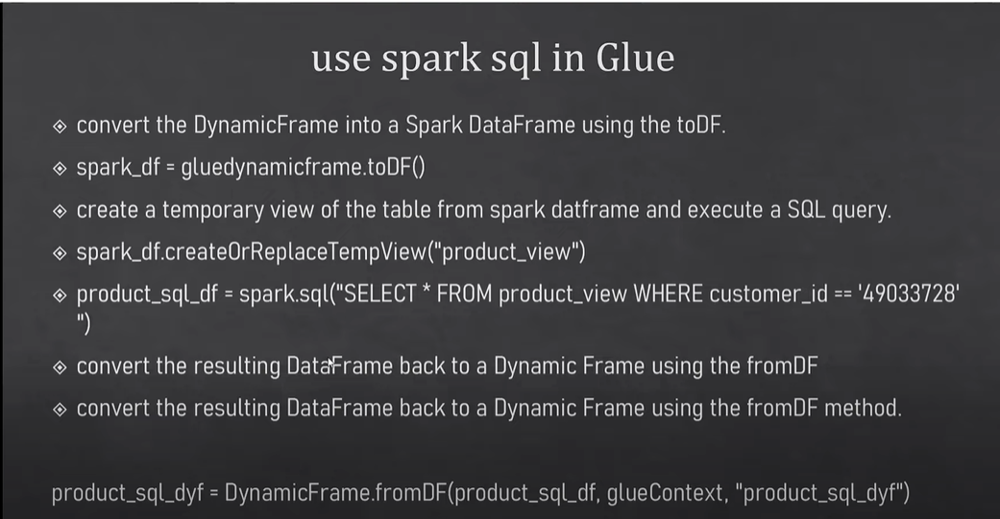 use spark sql in Glue
convert the DynamicFrame into a Spark DataFrame using the toDF.
spark_df = gluedynamicframe.toDF()
create a temporary view of the table from spark datframe and execute a SQL query.
spark_df.createOrReplaceTempView("product_view")
product_sql_df = spark.sql("SELECT * FROM product_view WHERE customer_id == '49033728'
")
convert the resulting DataFrame back to a Dynamic Frame using the fromDF
convert the resulting DataFrame back to a Dynamic Frame using the fromDF method.
product_sql_dyf = DynamicFrame.fromDF(product_sql_df, glueContext, "product_sql_dyf")